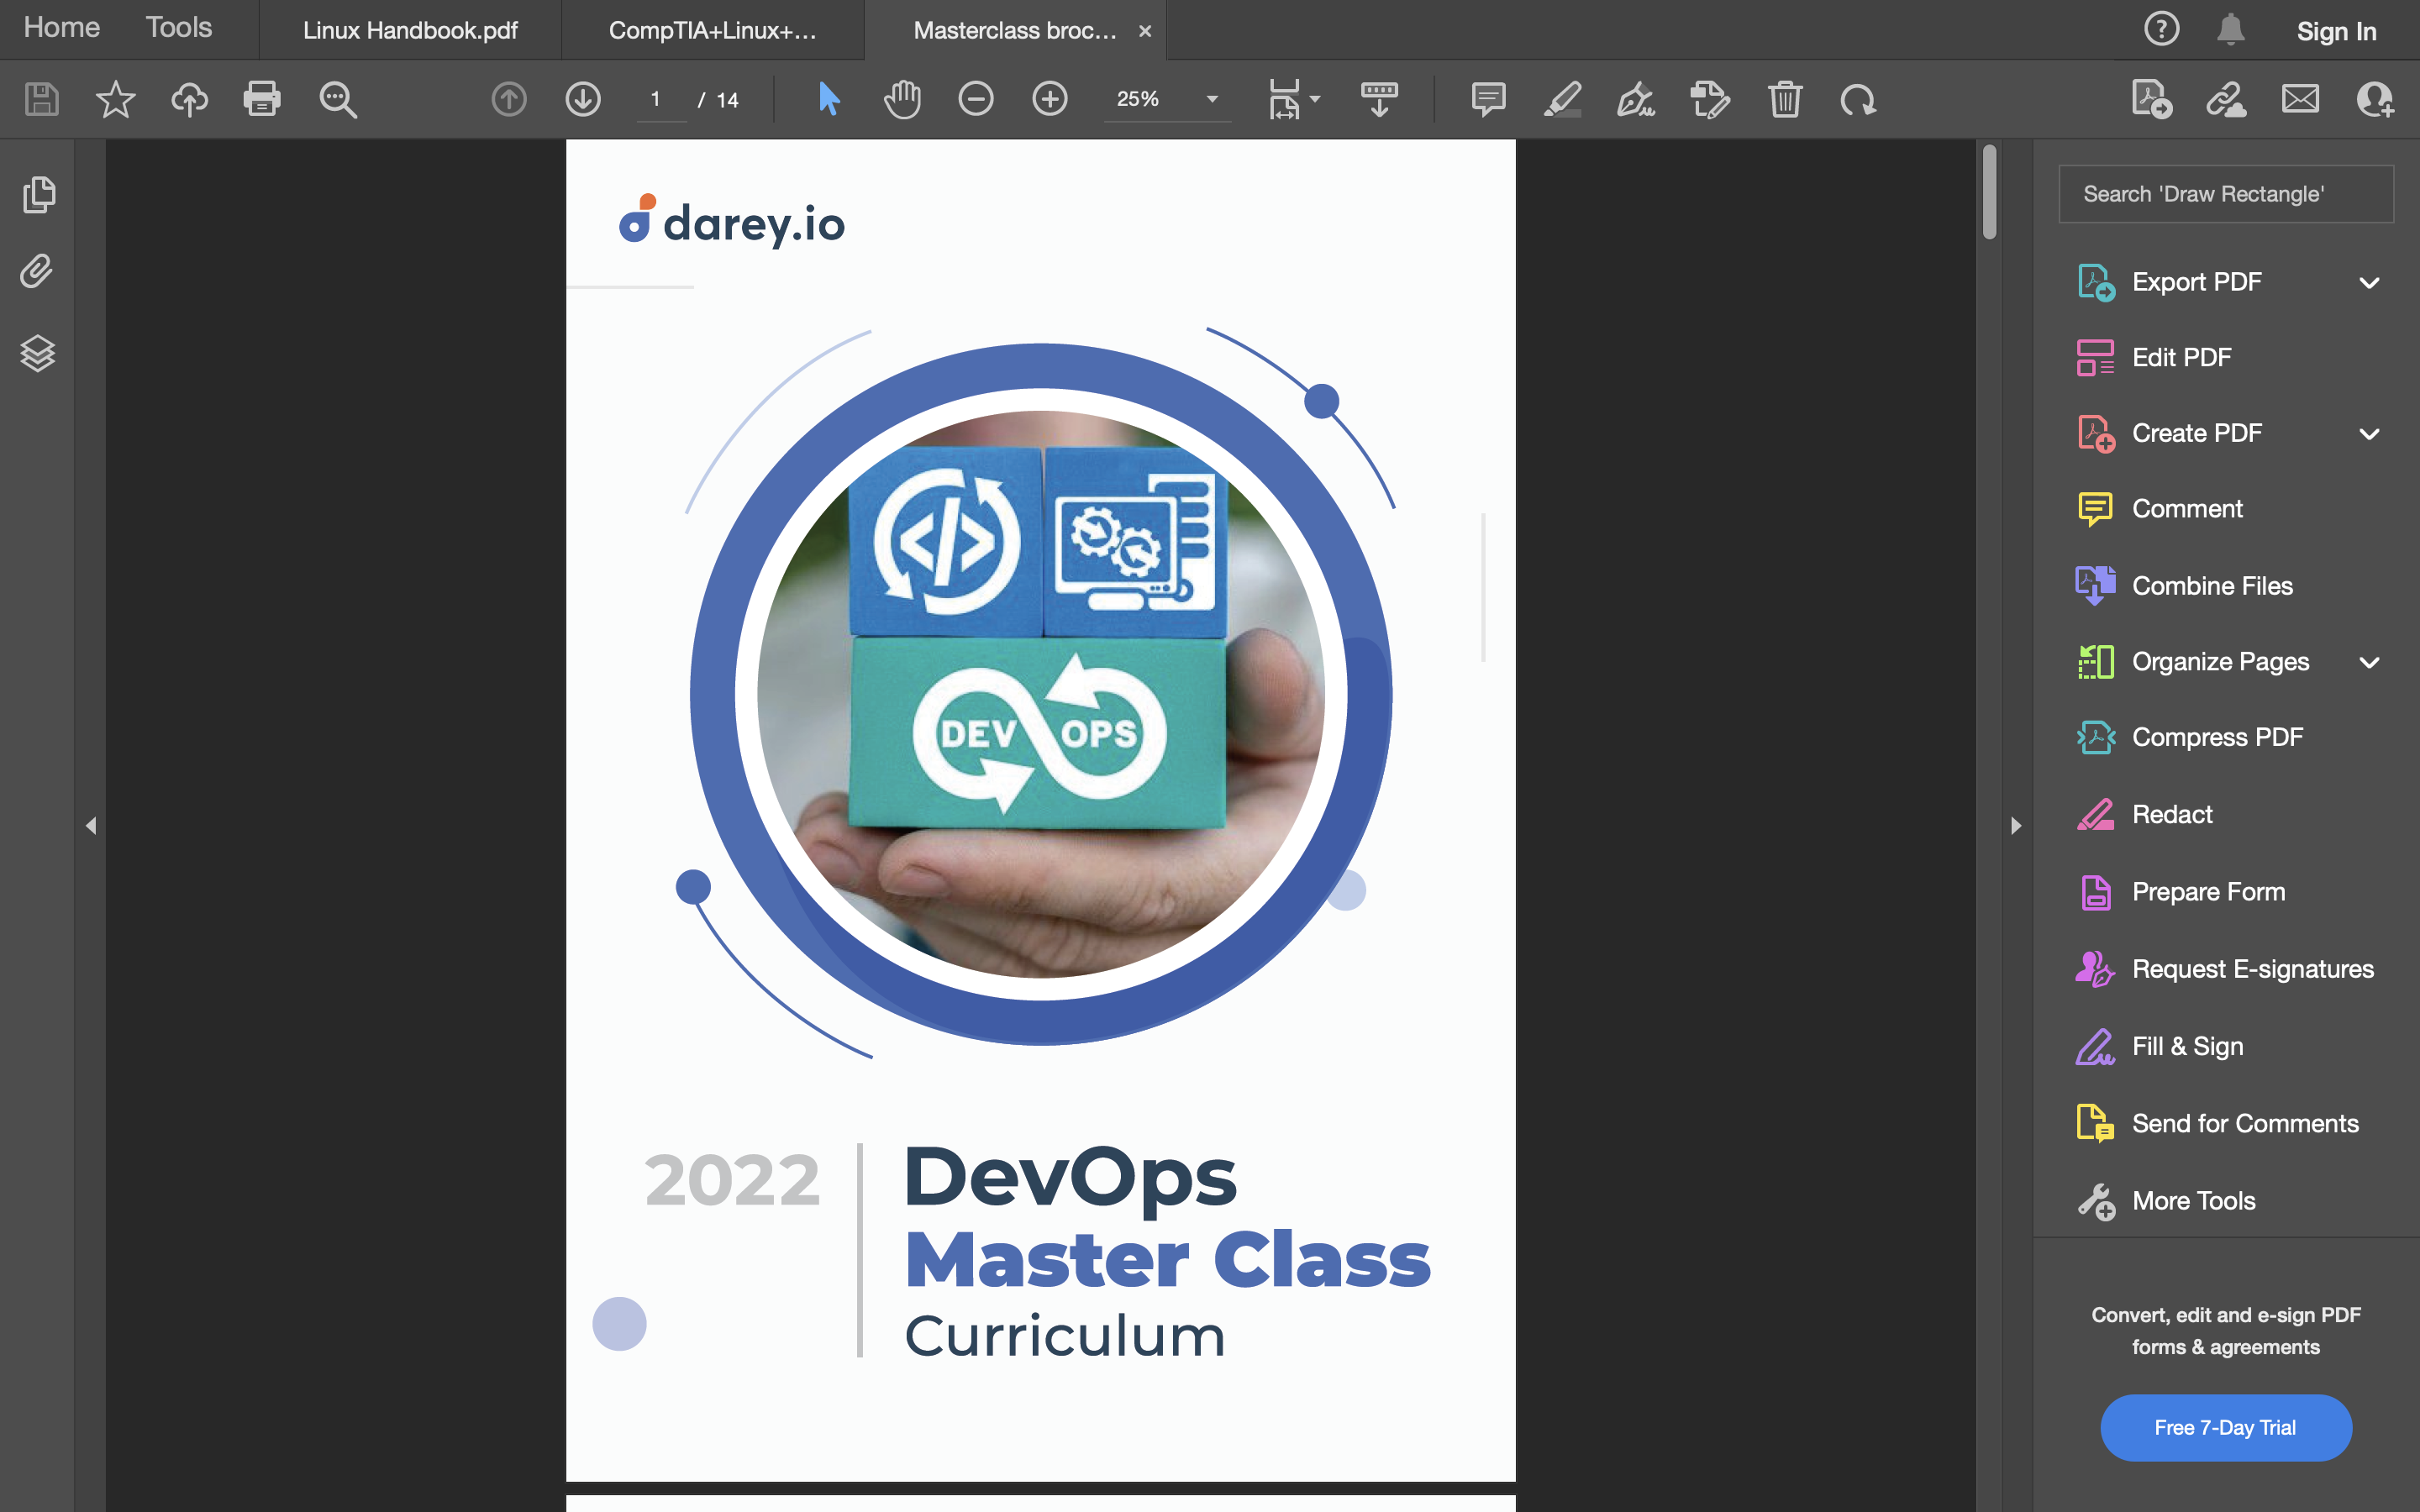 Home
Tools
Linux Handbook.pdf
CompTIA+Linux+...
Masterclass broc...
Sign In
1 / 14
25%
Search 'Draw Rectangle'
Export PDF
Edit PDF
Create PDF
Comment
Combine Files
Organize Pages
Compress PDF
Redact
Prepare Form
Request E-signatures
Fill & Sign
Send for Comments
More Tools
Convert, edit and e-sign PDF
forms & agreements
Free 7-Day Trial
darey.io
</>
DEV OPS
2022
DevOps
Master Class
Curriculum